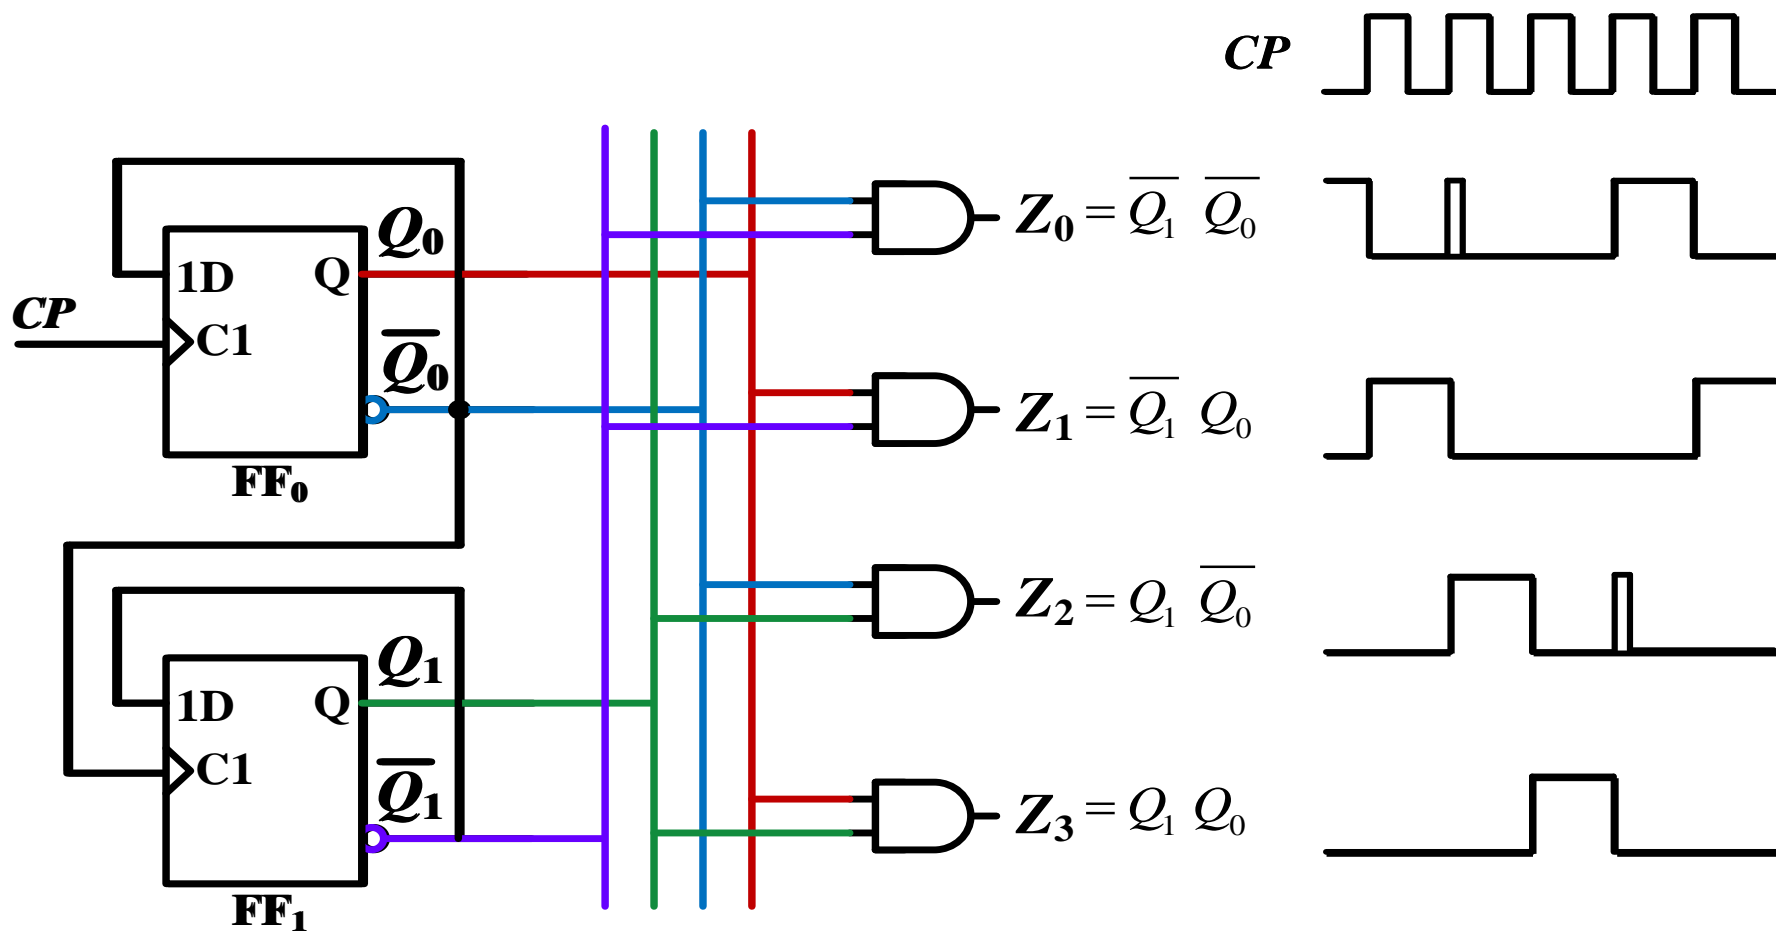 CP
Q₀
Z₀ = Q̅₁ Q̅₀
1D
Q
CP
C1
Q̅₀
Z₁ = Q̅₁ Q₀
FF₀
Z₂ = Q₁ Q̅₀
Q₁
1D
Q
C1
Q̅₁
Z₃ = Q₁ Q₀
FF₁